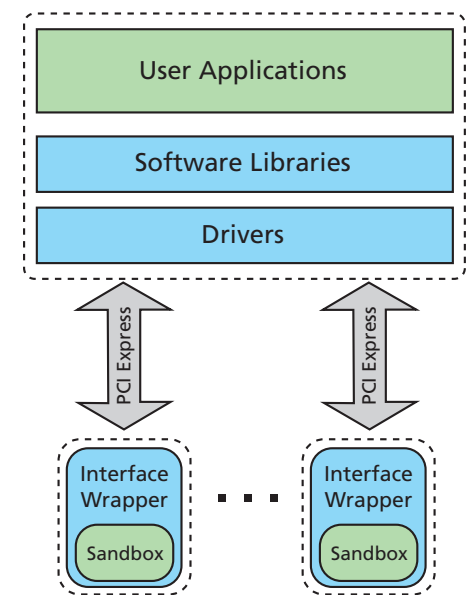 User Applications
Software Libraries
Drivers
PCI Express
PCI Express
Interface
Wrapper
Sandbox
Interface
Wrapper
Sandbox